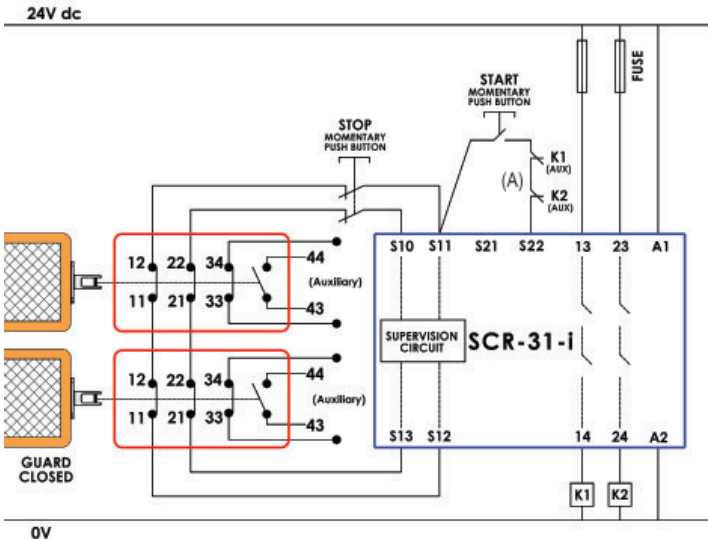 24V dc
FUSE
START
MOMENTARY
PUSH BUTTON
STOP
MOMENTARY
PUSH BUTTON
K1
(AUX)
(A)
K2
(AUX)
S10 S11 S21 S22 13 23 A1
12 22 34 44
(Auxiliary)
11 21 33 43
SUPERVISION
CIRCUIT
SCR-31-i
12 22 34 44
(Auxiliary)
11 21 33 43
S13 S12 14 24 A2
GUARD
CLOSED
K1 K2
0V